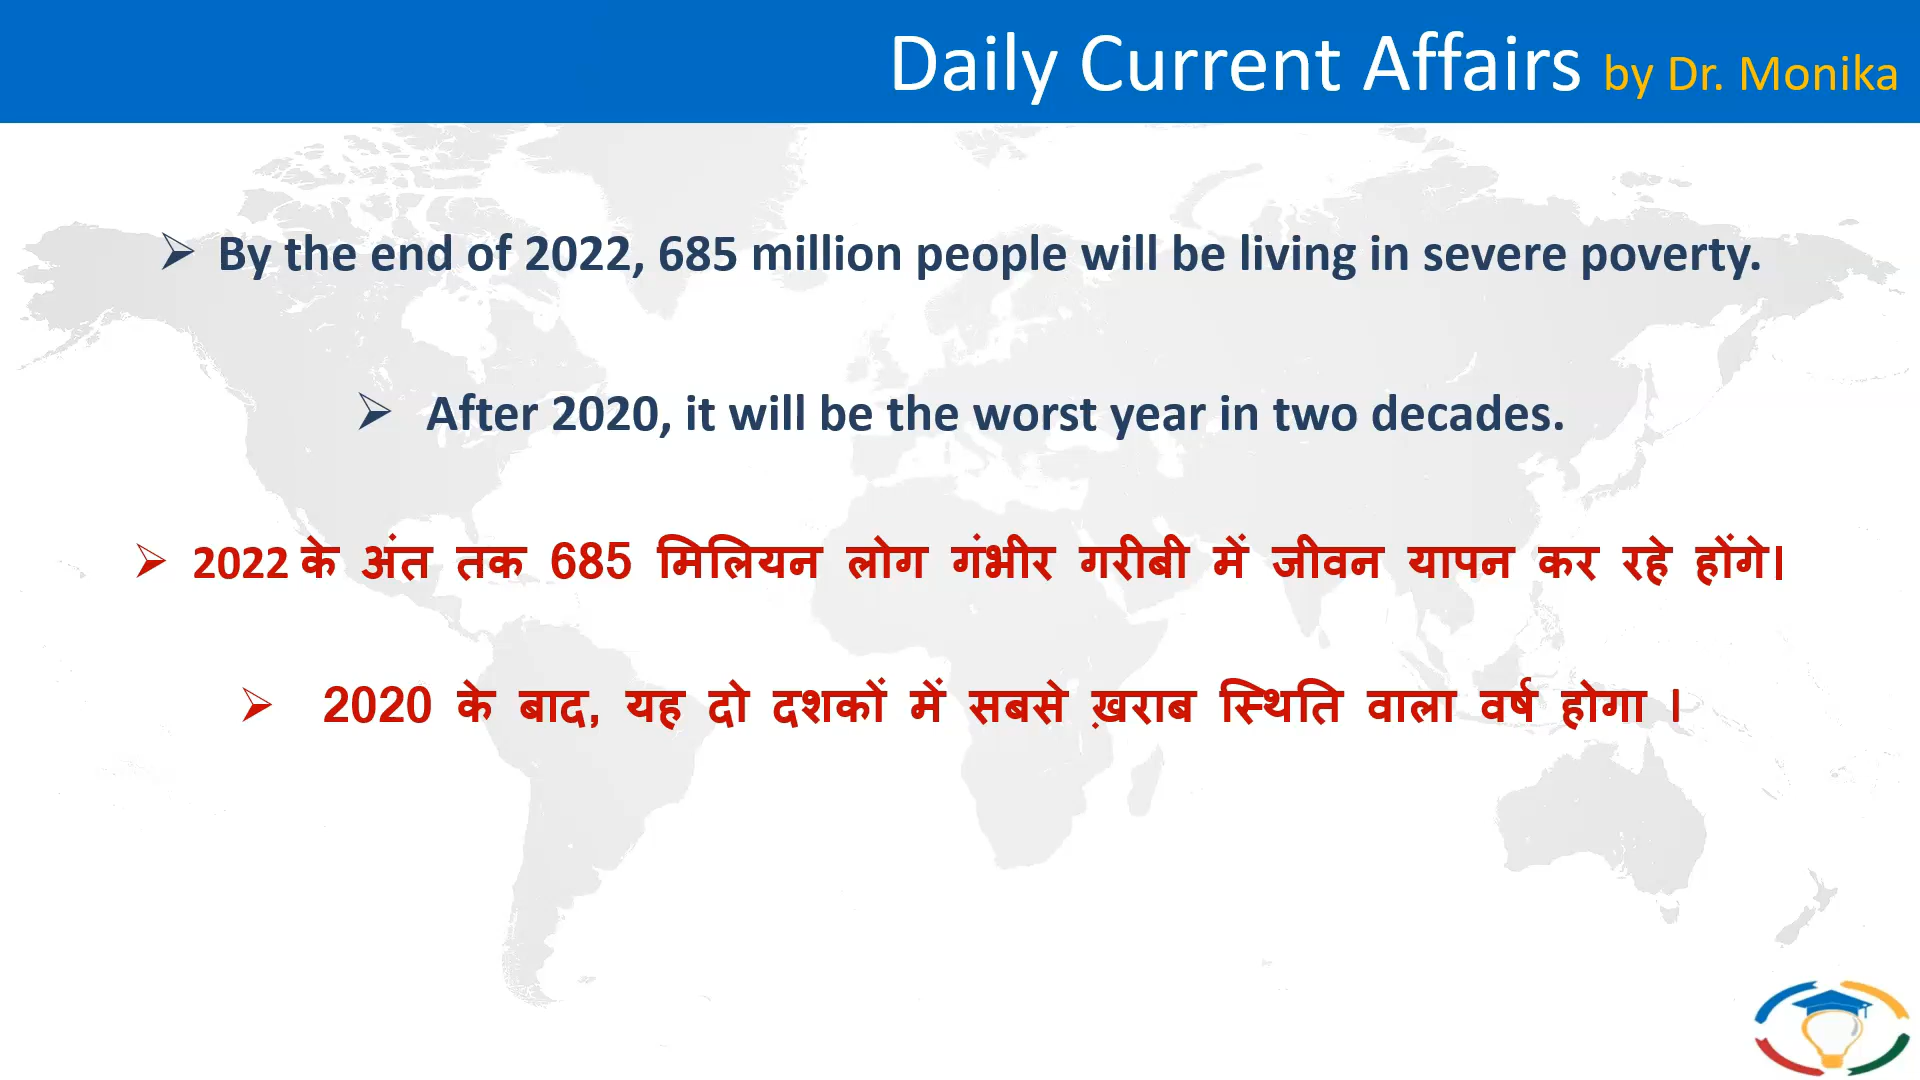 Daily Current Affairs by Dr. Monika
➢ By the end of 2022, 685 million people will be living in severe poverty.
➢ After 2020, it will be the worst year in two decades.
➢ 2022 के अंत तक 685 मिलियन लोग गंभीर गरीबी में जीवन यापन कर रहे होंगे।
➢ 2020 के बाद, यह दो दशकों में सबसे ख़राब स्थिति वाला वर्ष होगा ।